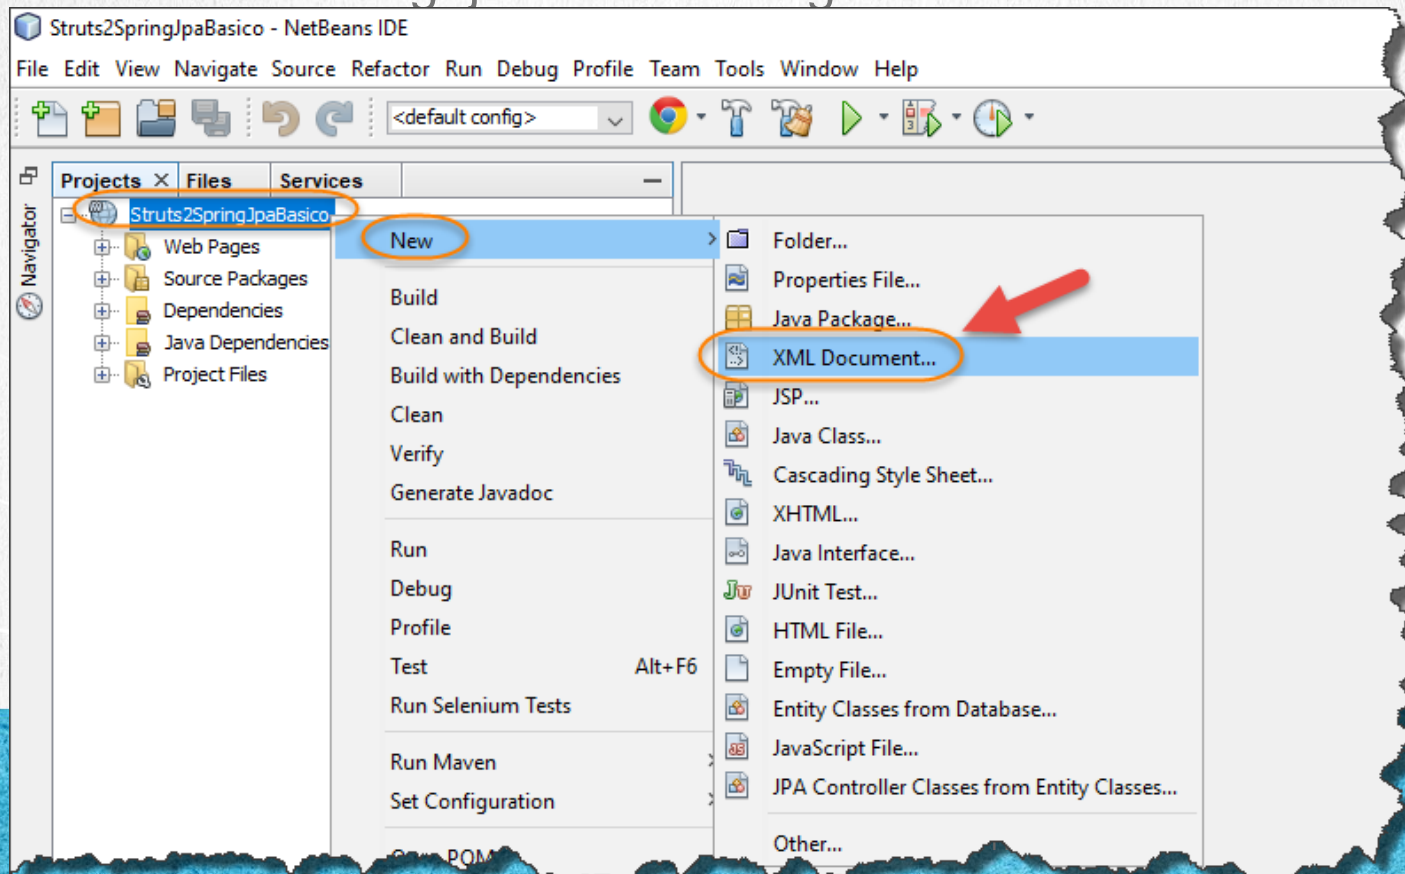 Struts2SpringJpaBasico - NetBeans IDE
File Edit View Navigate Source Refactor Run Debug Profile Team Tools Window Help
<default config>
Projects Files Services
Navigator
Struts2SpringJpaBasico
Web Pages
Source Packages
Dependencies
Java Dependencies
Project Files
New
Build
Clean and Build
Build with Dependencies
Clean
Verify
Generate Javadoc
Run
Debug
Profile
Test Alt+F6
Run Selenium Tests
Run Maven
Set Configuration
POM
Folder...
Properties File...
Java Package...
XML Document...
JSP...
Java Class...
Cascading Style Sheet...
XHTML...
Java Interface...
JUnit Test...
HTML File...
Empty File...
Entity Classes from Database...
JavaScript File...
JPA Controller Classes from Entity Classes...
Other...